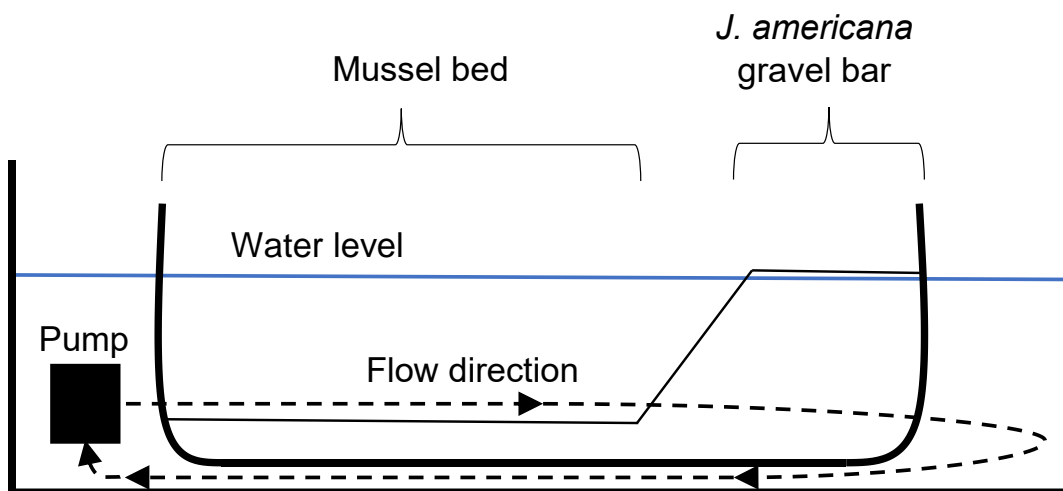 J. americana
gravel bar
Mussel bed
Water level
Pump
Flow direction